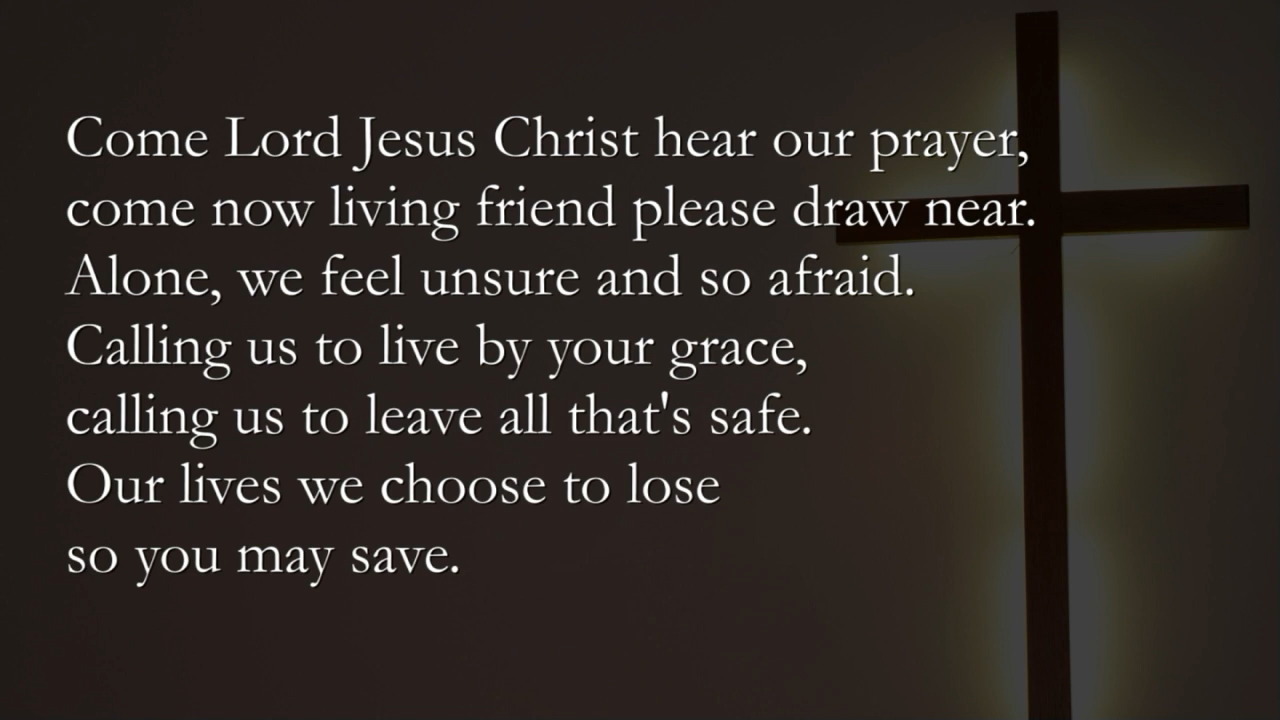 Come Lord Jesus Christ hear our prayer,
come now living friend please draw near.
Alone, we feel unsure and so afraid.
Calling us to live by your grace,
calling us to leave all that's safe.
Our lives we choose to lose
so you may save.